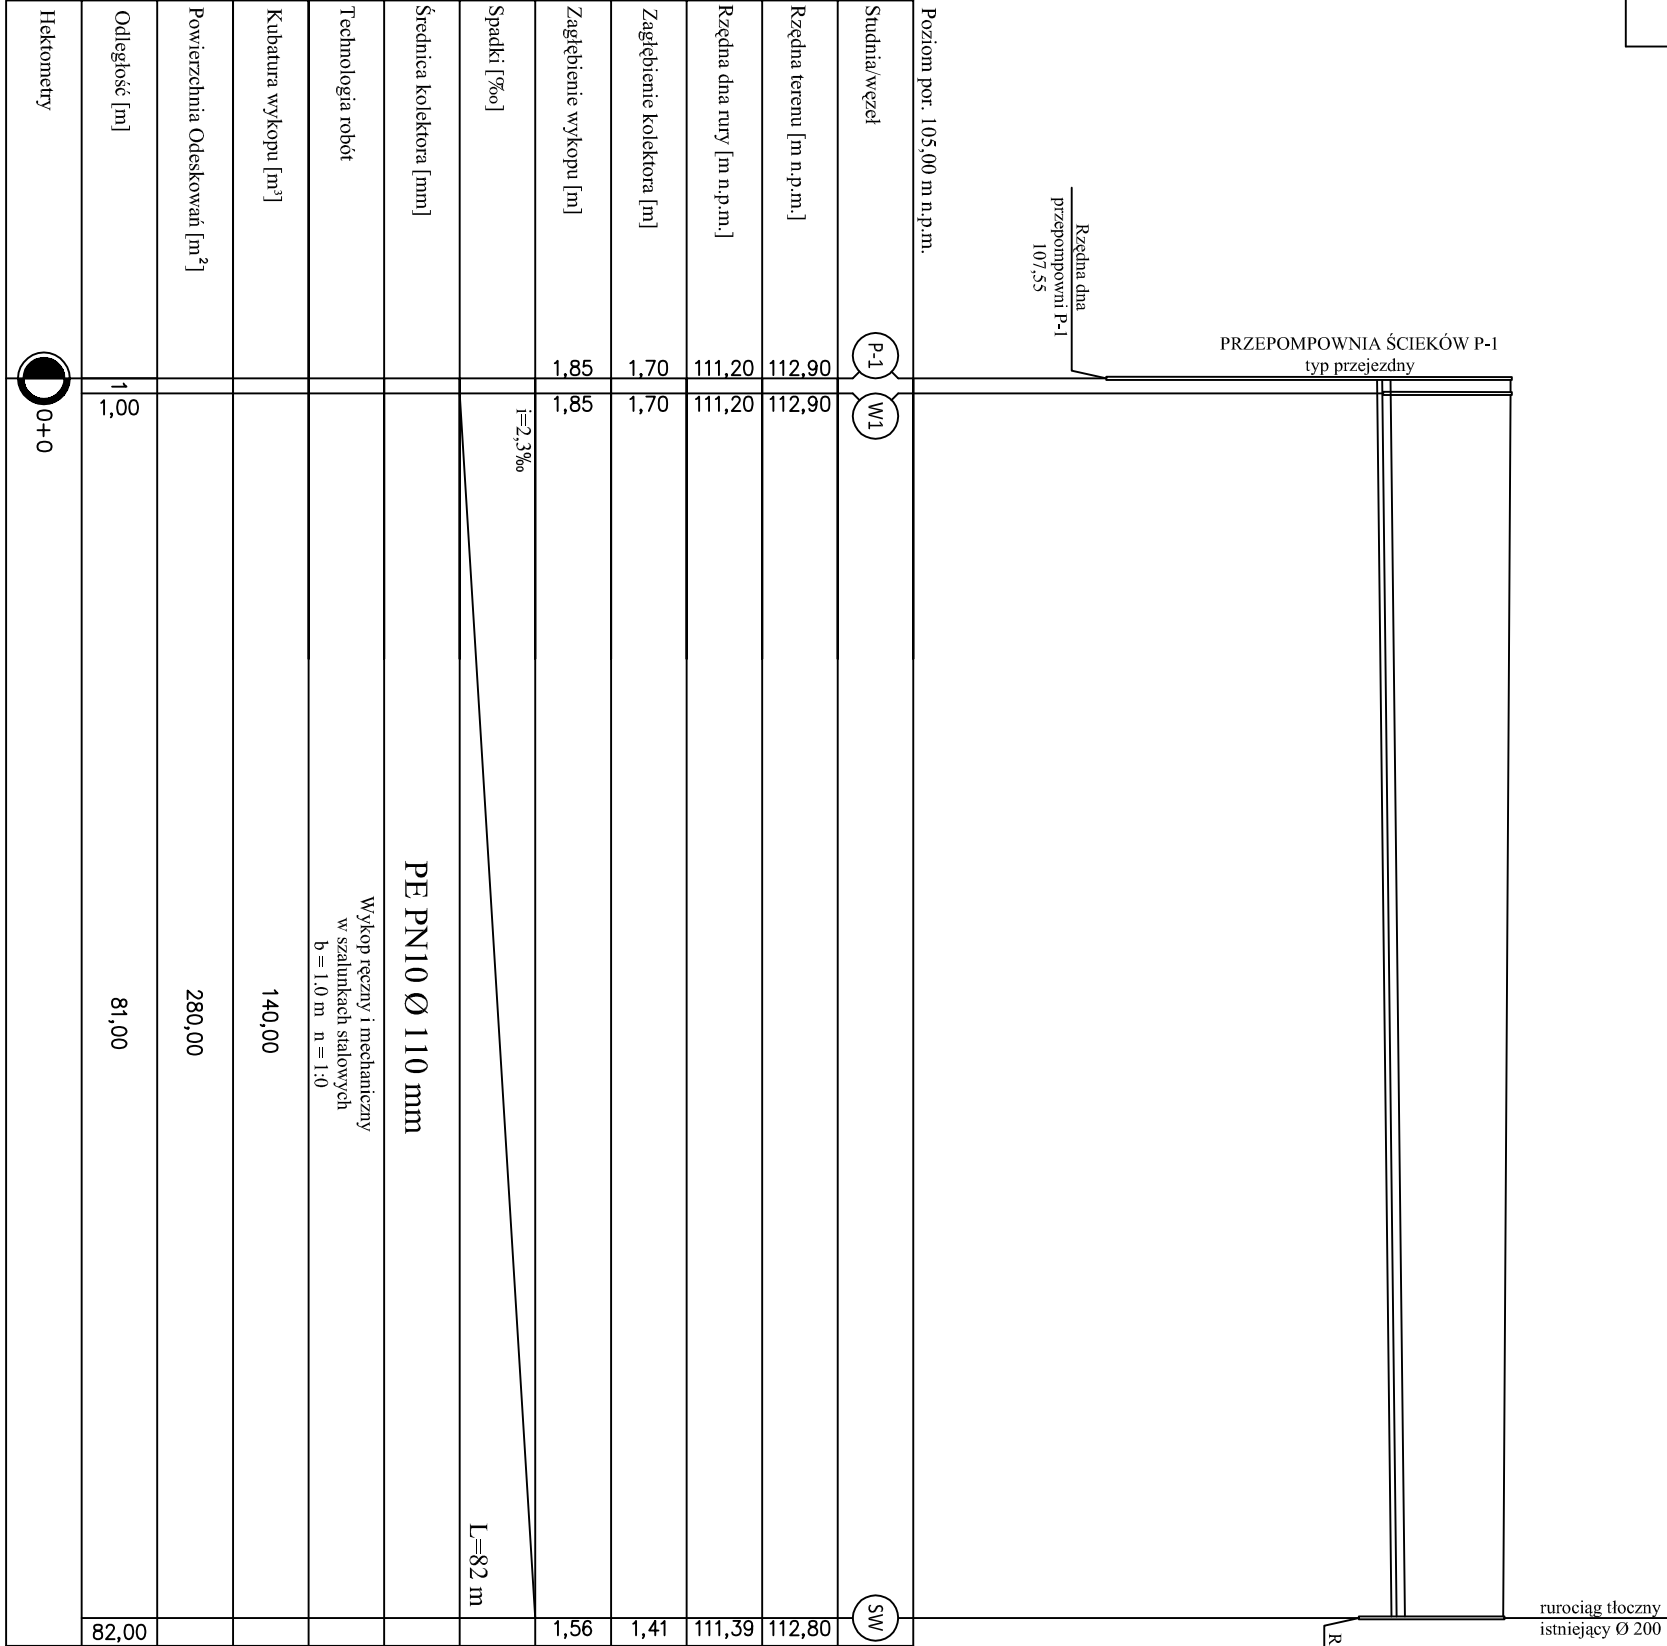 PRZEPOMPOWNIA ŚCIEKÓW P-1
typ przejezdny
rurociąg tłoczny
istniejący Ø 200
Rzędna dna
przepompowni P-1
107,55
R
Poziom por. 105,00 m n.p.m.
Studnia/węzeł
P-1
W1
SW
Rzędna terenu [m n.p.m.]
112,90
112,90
112,80
Rzędna dna rury [m n.p.m.]
111,20
111,20
111,39
Zagłębienie kolektora [m]
1,70
1,70
1,41
Zagłębienie wykopu [m]
1,85
1,85
1,56
Spadki [‰]
i=2,3‰
L=82 m
Średnica kolektora [mm]
PE PN10 Ø 110 mm
Technologia robót
Wykop ręczny i mechaniczny
w szalunkach stalowych
b = 1.0 m n = 1:0
Kubatura wykopu [m³]
140,00
Powierzchnia Odeskowań [m²]
280,00
Odległość [m]
1
1,00
81,00
82,00
Hektometry
0+0